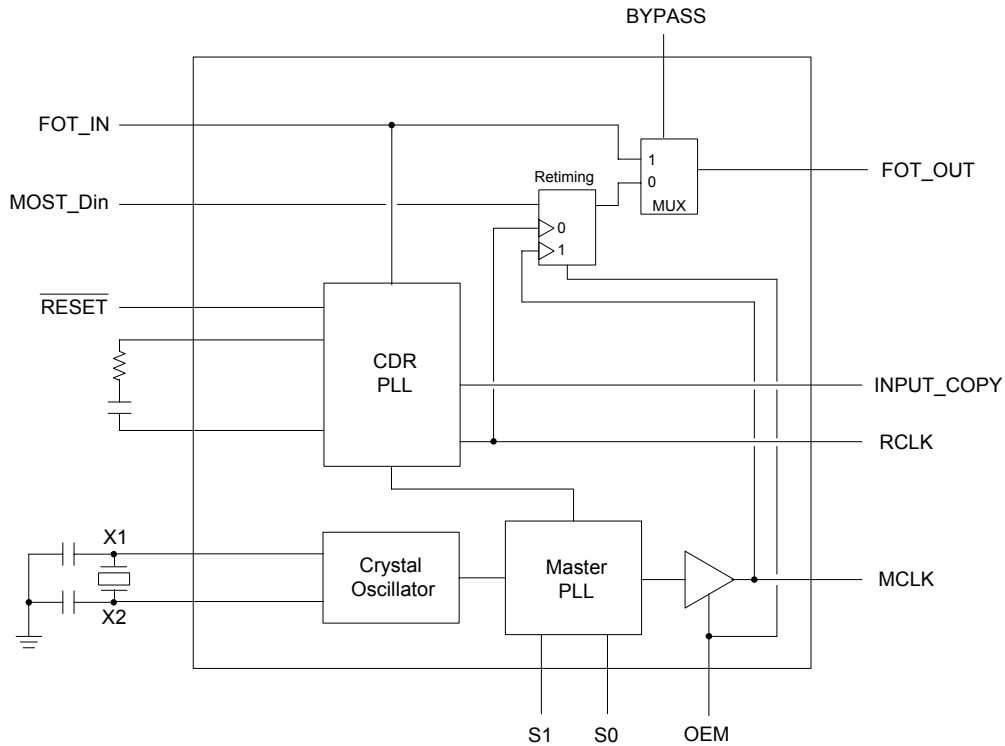 BYPASS
FOT_IN
1
FOT_OUT
Retiming
0
MOST_Din
MUX
0
1
RESET
CDR
PLL
INPUT_COPY
RCLK
X1
Crystal
Oscillator
Master
PLL
MCLK
X2
S1 S0 OEM